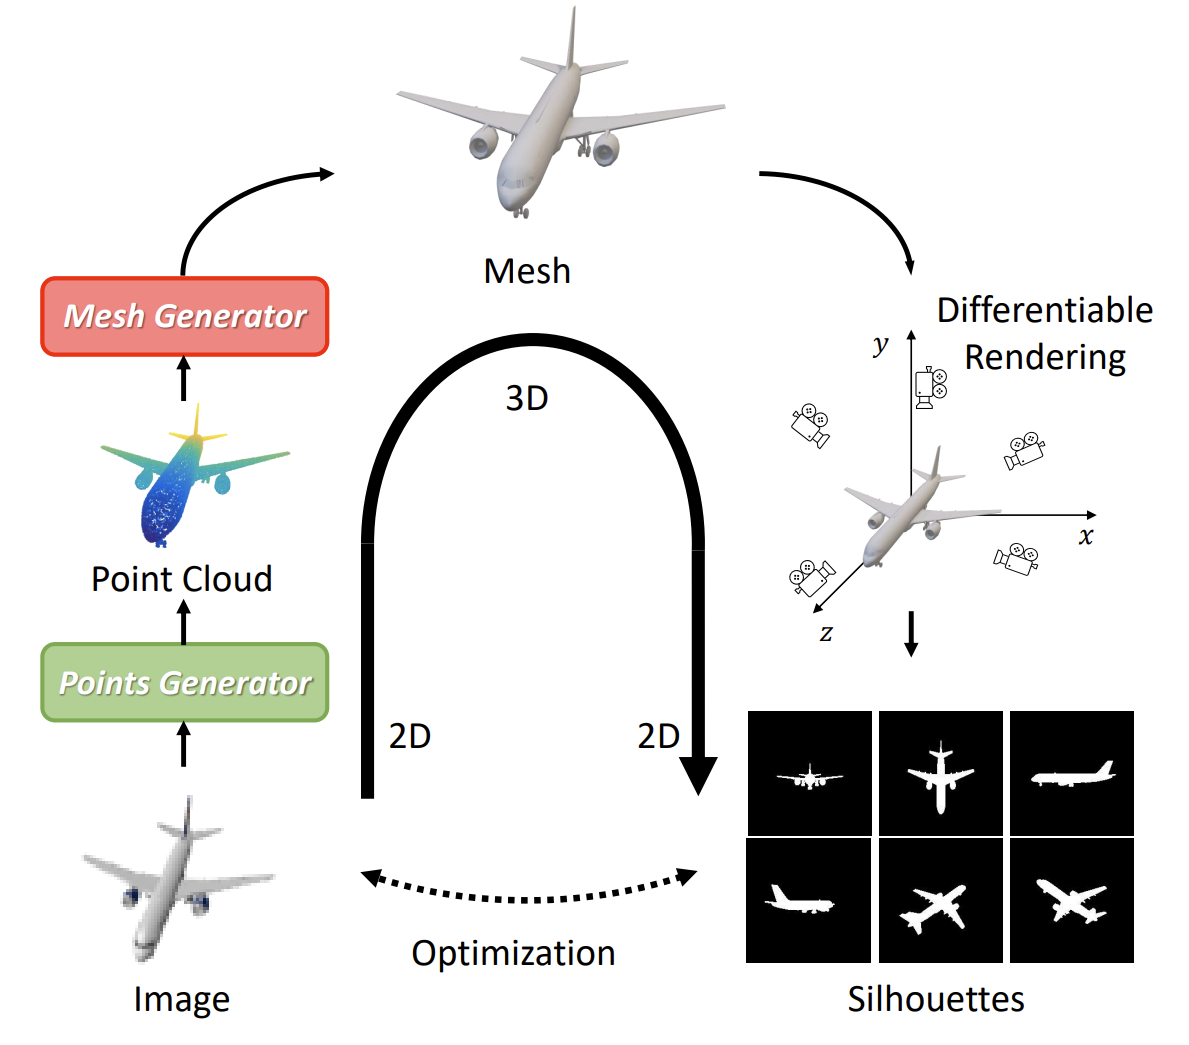 Mesh
Mesh Generator
Differentiable
Rendering
y
3D
x
Point Cloud
z
Points Generator
2D
2D
Optimization
Image
Silhouettes